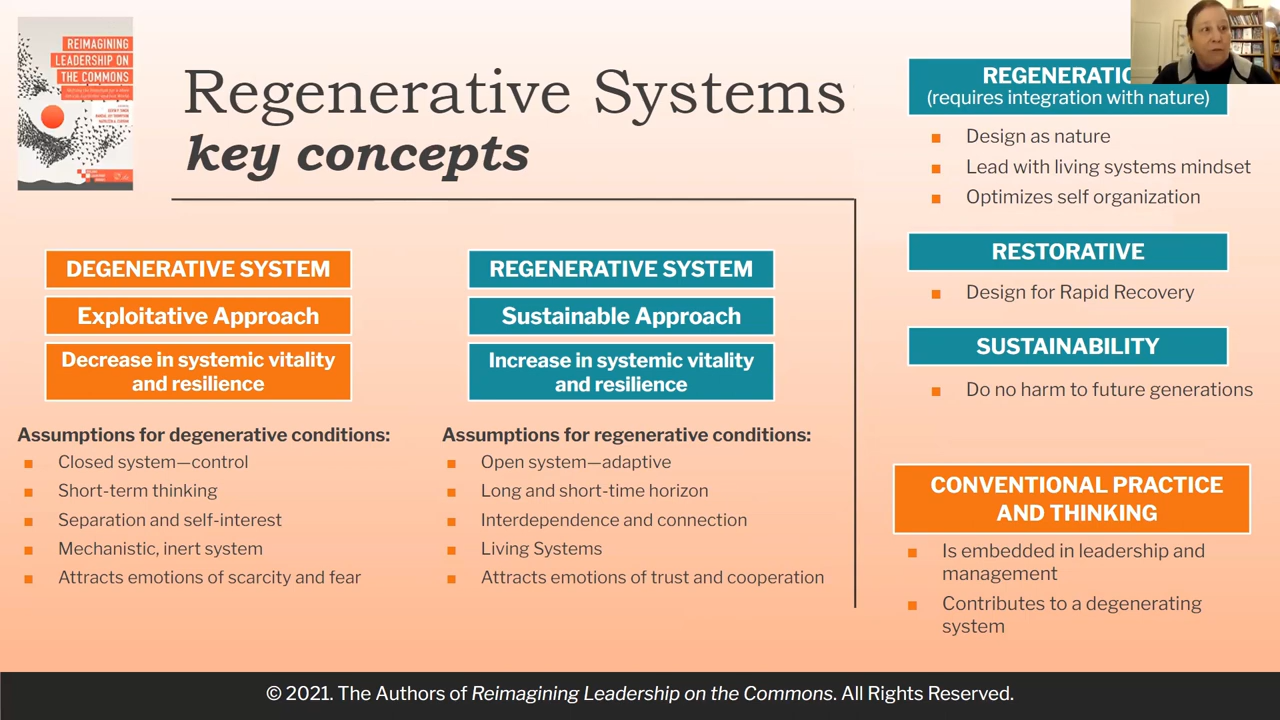 REIMAGINING
LEADERSHIP ON
THE COMMONS
Regenerative Systems
key concepts
DEGENERATIVE SYSTEM
Exploitative Approach
Decrease in systemic vitality
and resilience
Assumptions for degenerative conditions:
Closed system—control
Short-term thinking
Separation and self-interest
Mechanistic, inert system
Attracts emotions of scarcity and fear
REGENERATIVE SYSTEM
Sustainable Approach
Increase in systemic vitality
and resilience
Assumptions for regenerative conditions:
Open system—adaptive
Long and short-time horizon
Interdependence and connection
Living Systems
Attracts emotions of trust and cooperation
(requires integration with nature)
Design as nature
Lead with living systems mindset
Optimizes self organization
RESTORATIVE
Design for Rapid Recovery
SUSTAINABILITY
Do no harm to future generations
CONVENTIONAL PRACTICE
AND THINKING
Is embedded in leadership and
management
Contributes to a degenerating
system
© 2021. The Authors of Reimagining Leadership on the Commons. All Rights Reserved.